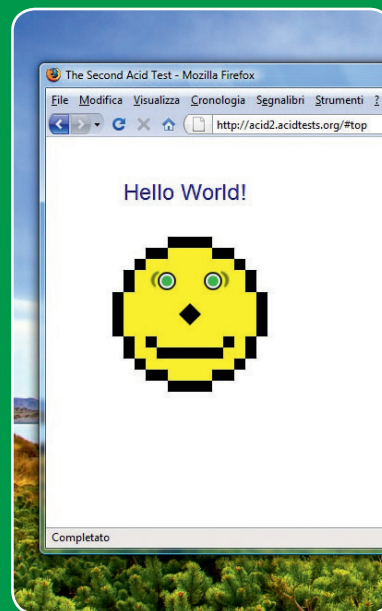 The Second Acid Test - Mozilla Firefox
File Modifica Visualizza Cronologia Segnalibri Strumenti ?
http://acid2.acidtests.org/#top
Hello World!
Completato